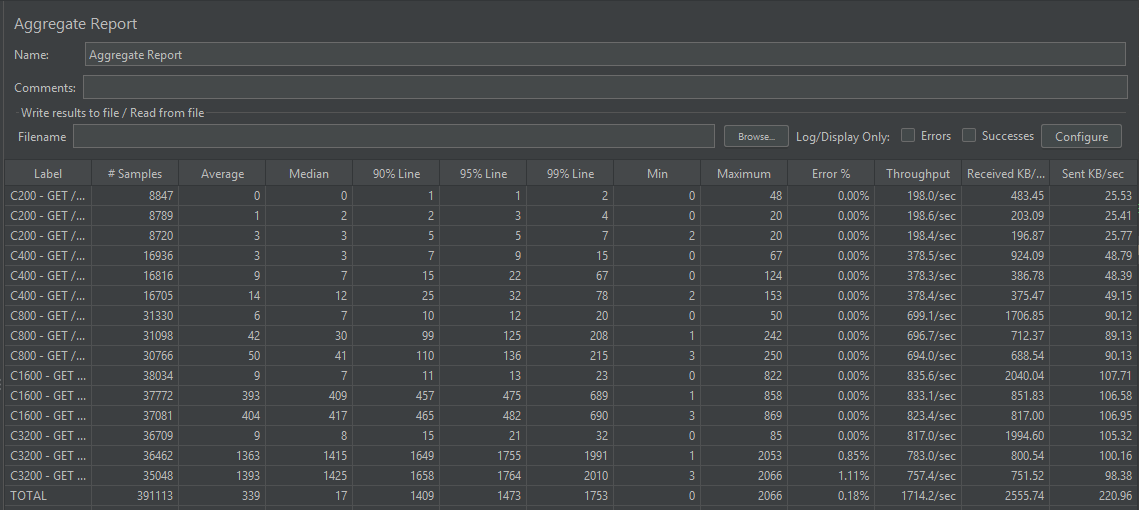 Aggregate Report
Name: Aggregate Report
Comments:
Write results to file / Read from file
Filename Browse... Log/Display Only: Errors Successes Configure
Label # Samples Average Median 90% Line 95% Line 99% Line Min Maximum Error % Throughput Received KB/... Sent KB/sec
C200 - GET /... 8847 0 0 1 1 2 0 48 0.00% 198.0/sec 483.45 25.53
C200 - GET /... 8789 1 2 2 3 4 0 20 0.00% 198.6/sec 203.09 25.41
C200 - GET /... 8720 3 3 5 5 7 2 20 0.00% 198.4/sec 196.87 25.77
C400 - GET /... 16936 3 3 7 9 15 0 67 0.00% 378.5/sec 924.09 48.79
C400 - GET /... 16816 9 7 15 22 67 0 124 0.00% 378.3/sec 386.78 48.39
C400 - GET /... 16705 14 12 25 32 78 2 153 0.00% 378.4/sec 375.47 49.15
C800 - GET /... 31330 6 7 10 12 20 0 50 0.00% 699.1/sec 1706.85 90.12
C800 - GET /... 31098 42 30 99 125 208 1 242 0.00% 696.7/sec 712.37 89.13
C800 - GET /... 30766 50 41 110 136 215 3 250 0.00% 694.0/sec 688.54 90.13
C1600 - GET ... 38034 9 7 11 13 23 0 822 0.00% 835.6/sec 2040.04 107.71
C1600 - GET ... 37772 393 409 457 475 689 1 858 0.00% 833.1/sec 851.83 106.58
C1600 - GET ... 37081 404 417 465 482 690 3 869 0.00% 823.4/sec 817.00 106.95
C3200 - GET ... 36709 9 8 15 21 32 0 85 0.00% 817.0/sec 1994.60 105.32
C3200 - GET ... 36462 1363 1415 1649 1755 1991 1 2053 0.85% 783.0/sec 800.54 100.16
C3200 - GET ... 35048 1393 1425 1658 1764 2010 3 2066 1.11% 757.4/sec 751.52 98.38
TOTAL 391113 339 17 1409 1473 1753 0 2066 0.18% 1714.2/sec 2555.74 220.96